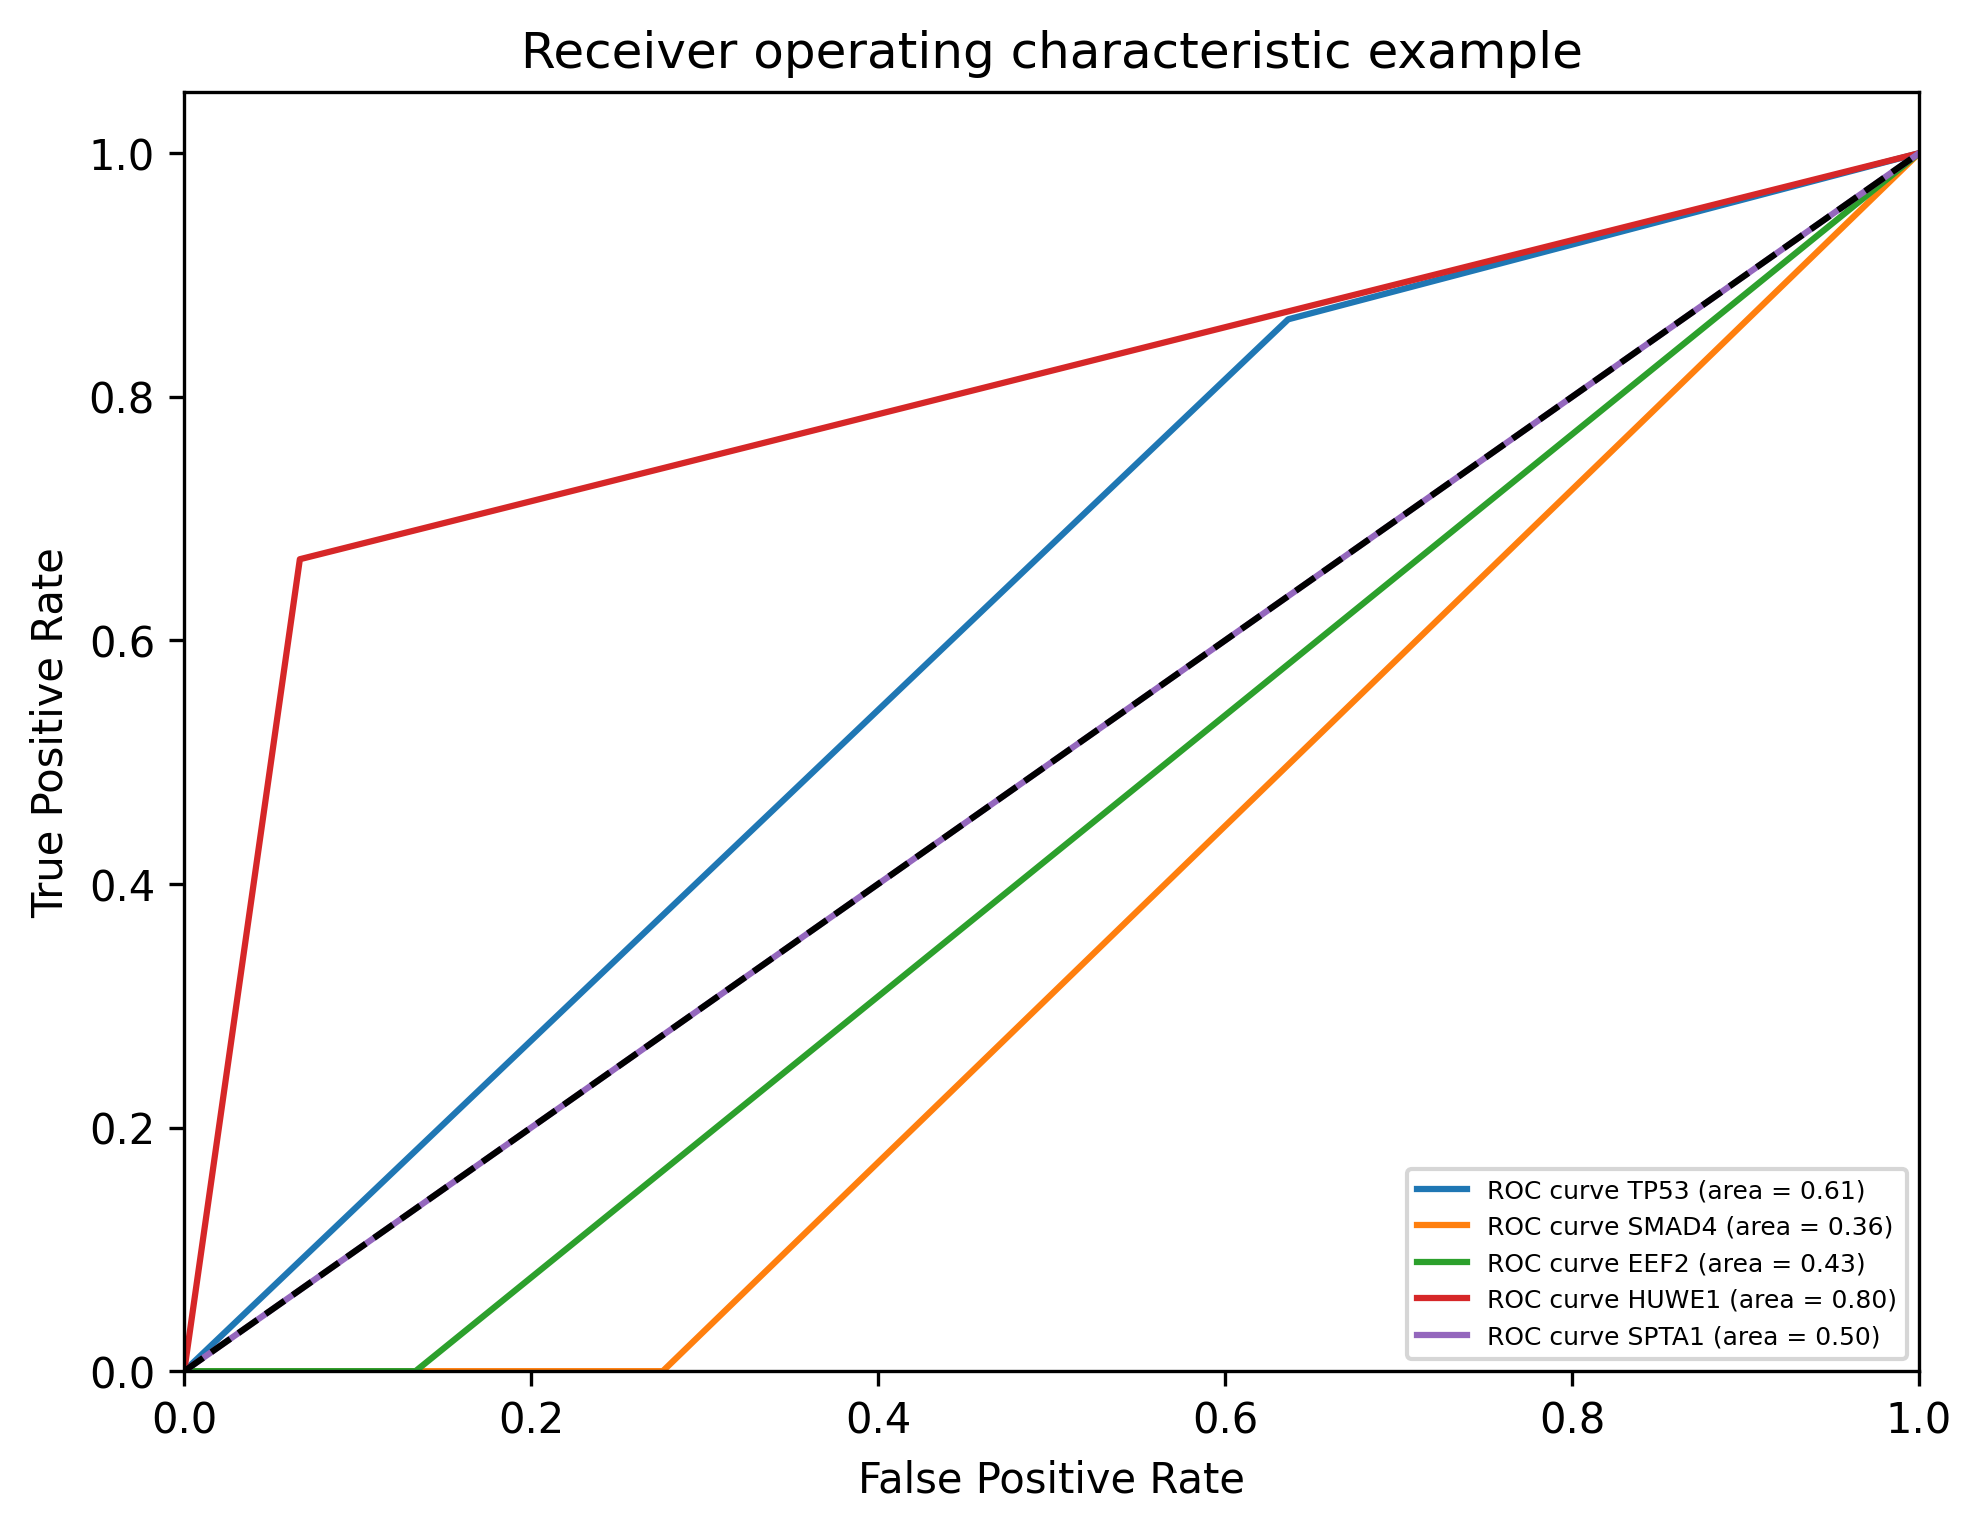 Receiver operating characteristic example
1.0
0.8
0.6
0.4
0.2
0.0
True Positive Rate
ROC curve TP53 (area = 0.61)
ROC curve SMAD4 (area = 0.36)
ROC curve EEF2 (area = 0.43)
ROC curve HUWE1 (area = 0.80)
ROC curve SPTA1 (area = 0.50)
0.0 0.2 0.4 0.6 0.8 1.0
False Positive Rate